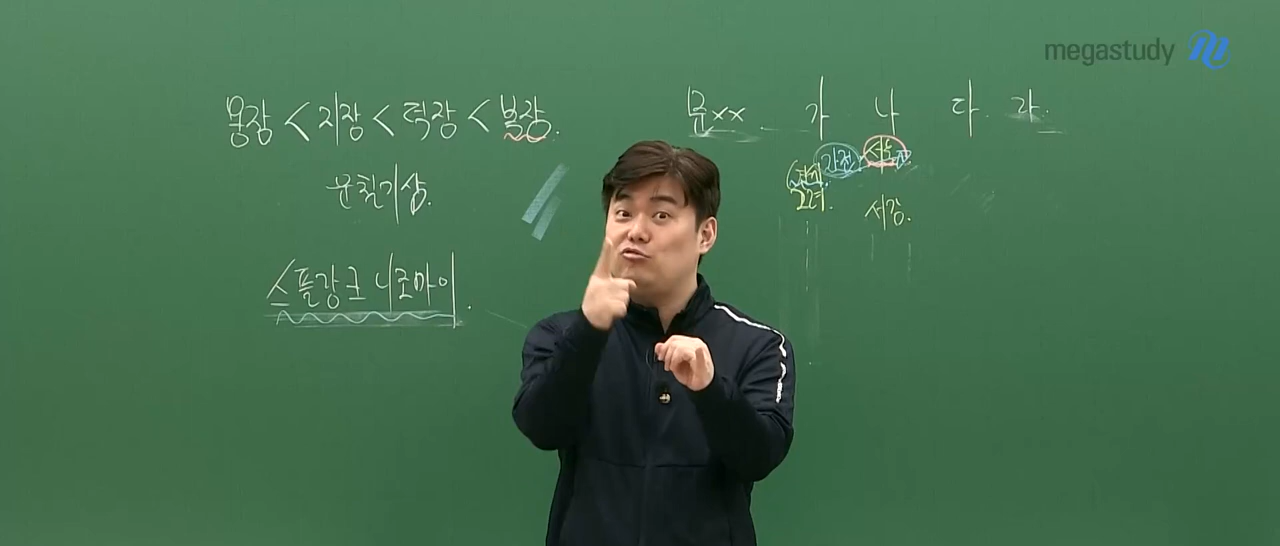 megastudy
용장 < 지장 < 덕장 < 복장.
운칠기삼.
스플랑크니조마이.
문xx 가 나 다. 라.
서강.